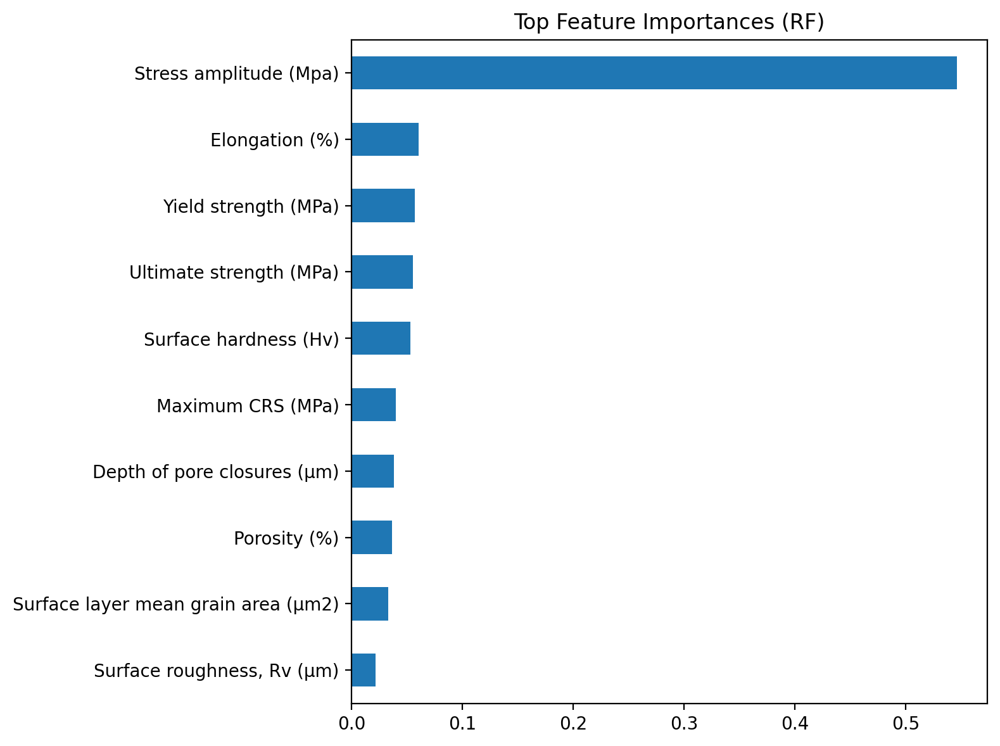 Top Feature Importances (RF)
Stress amplitude (Mpa)
Elongation (%)
Yield strength (MPa)
Ultimate strength (MPa)
Surface hardness (Hv)
Maximum CRS (MPa)
Depth of pore closures (µm)
Porosity (%)
Surface layer mean grain area (µm2)
Surface roughness, Rv (µm)
0.0 0.1 0.2 0.3 0.4 0.5